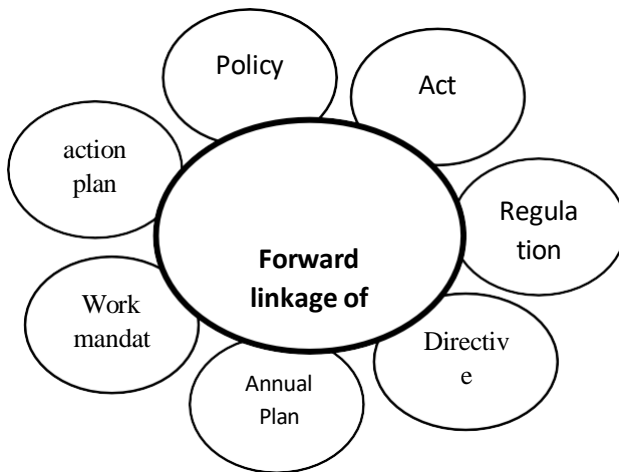 Policy
Act
action
plan
Regula
tion
Forward
linkage of
Work
mandat
Directiv
e
Annual
Plan